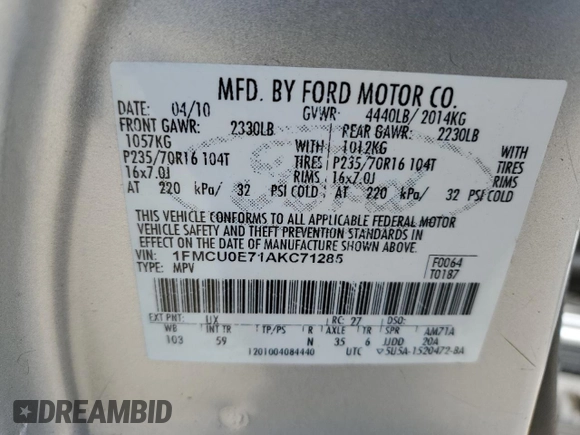 MFD. BY FORD MOTOR CO.
DATE: 04/10 GVWR: 4440LB/ 2014KG
FRONT GAWR: 2330LB REAR GAWR: 2230LB
1057KG WITH 1012KG WITH
P235/70R16 104T TIRES P235/70R16 104T TIRES
16x7.0J RIMS 16x7.0J RIMS
AT 220 kPa/ 32 PSI COLD AT 220 kPa/ 32 PSI COLD
THIS VEHICLE CONFORMS TO ALL APPLICABLE FEDERAL MOTOR
VEHICLE SAFETY AND THEFT PREVENTION STANDARDS IN
EFFECT ON THE DATE OF MANUFACTURE SHOWN ABOVE.
VIN: 1FMCU0E71AKC71285 F0064
TYPE: MPV T0187
EXT PNT: UX RC: 27 DSO:
WB INT TR TP/PS R AXLE TR SPR AM71A
103 59 N 35 6 JJDD 20A
1201004084440 UTC 5U5A-1520472-BA
DREAMBID